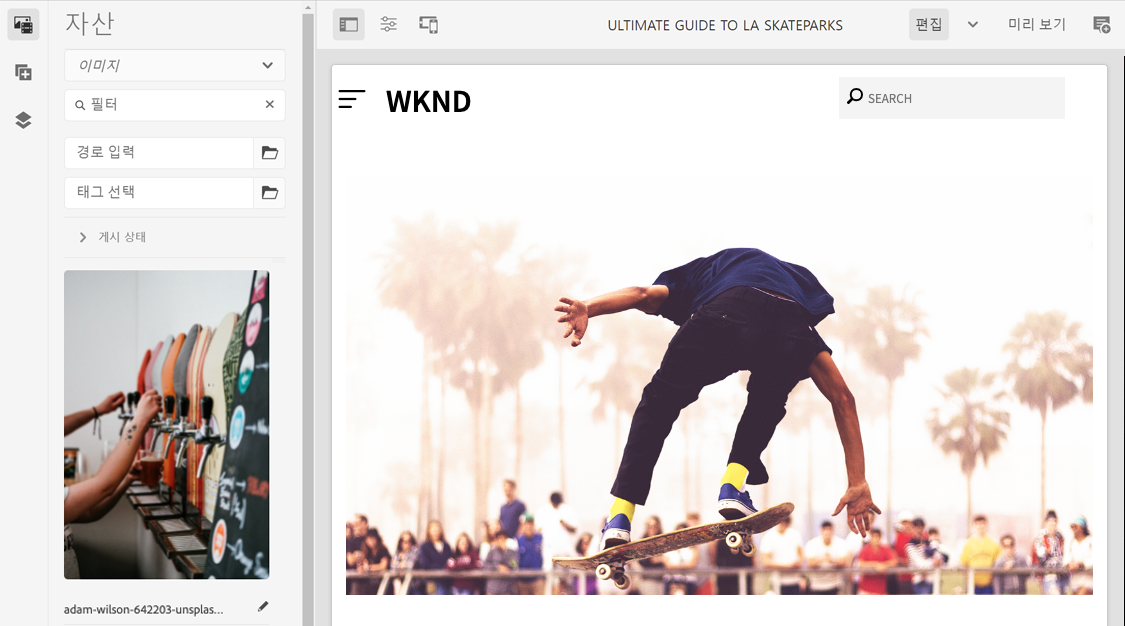 자산
이미지
필터
경로 입력
태그 선택
게시 상태
adam-wilson-642203-unsplas...
ULTIMATE GUIDE TO LA SKATEPARKS
편집
미리 보기
WKND
SEARCH